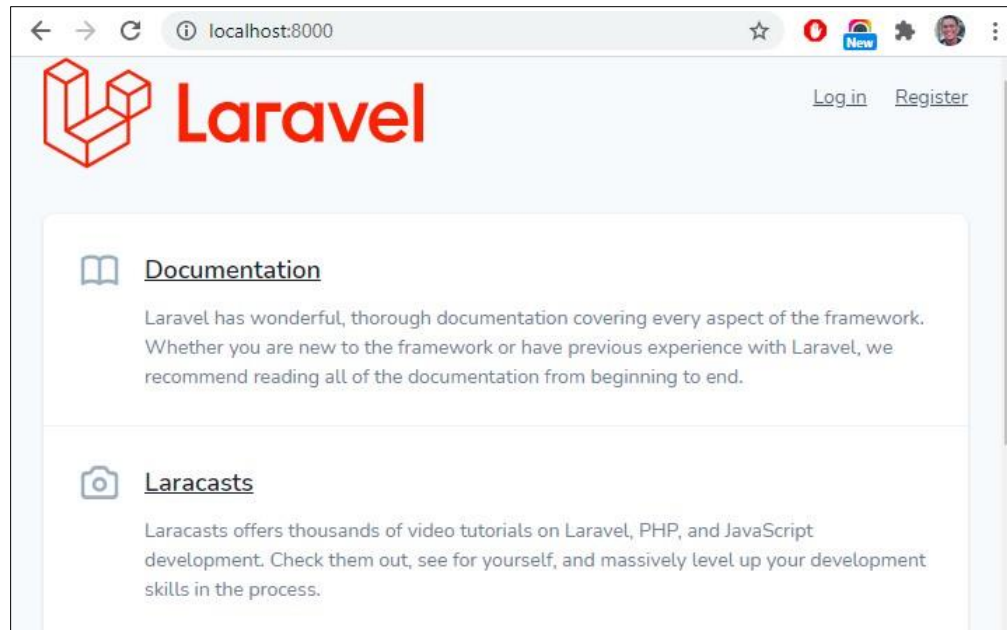 localhost:8000
New
Laravel
Log in Register
Documentation
Laravel has wonderful, thorough documentation covering every aspect of the framework.
Whether you are new to the framework or have previous experience with Laravel, we
recommend reading all of the documentation from beginning to end.
Laracasts
Laracasts offers thousands of video tutorials on Laravel, PHP, and JavaScript
development. Check them out, see for yourself, and massively level up your development
skills in the process.